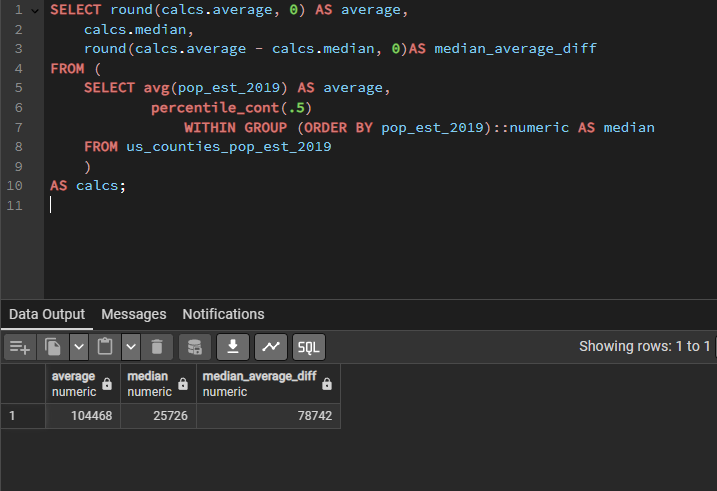 1 SELECT round(calcs.average, 0) AS average,
2 calcs.median,
3 round(calcs.average - calcs.median, 0)AS median_average_diff
4 FROM (
5 SELECT avg(pop_est_2019) AS average,
6 percentile_cont(.5)
7 WITHIN GROUP (ORDER BY pop_est_2019)::numeric AS median
8 FROM us_counties_pop_est_2019
9 )
10 AS calcs;
11
Data Output Messages Notifications
SQL Showing rows: 1 to 1
average median median_average_diff
numeric numeric numeric
1 104468 25726 78742